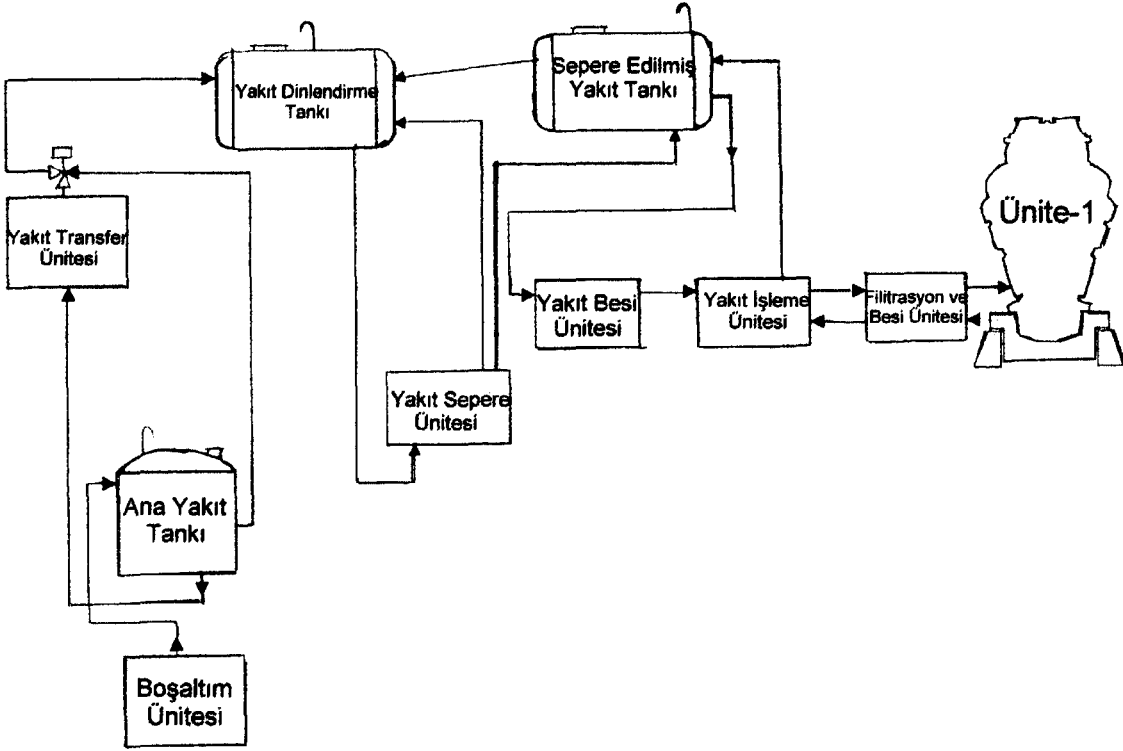 Yakıt Dinlendirme
Tankı
Sepere Edilmiş
Yakıt Tankı
Ünite-1
Yakıt Transfer
Ünitesi
Yakıt Besi
Ünitesi
Yakıt İşleme
Ünitesi
Filitrasyon ve
Besi Ünitesi
Yakıt Sepere
Ünitesi
Ana Yakıt
Tankı
Boşaltım
Ünitesi